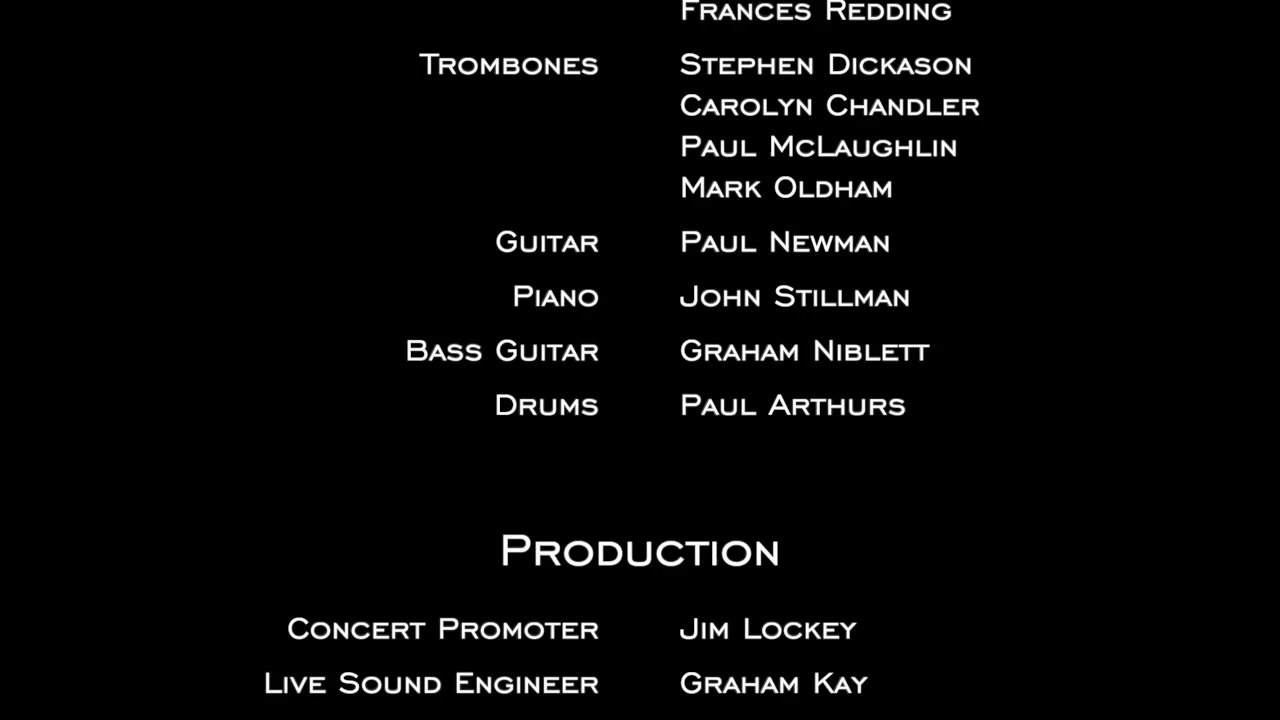 Frances Redding
Trombones Stephen Dickason
Carolyn Chandler
Paul McLaughlin
Mark Oldham
Guitar Paul Newman
Piano John Stillman
Bass Guitar Graham Niblett
Drums Paul Arthurs
Production
Concert Promoter Jim Lockey
Live Sound Engineer Graham Kay